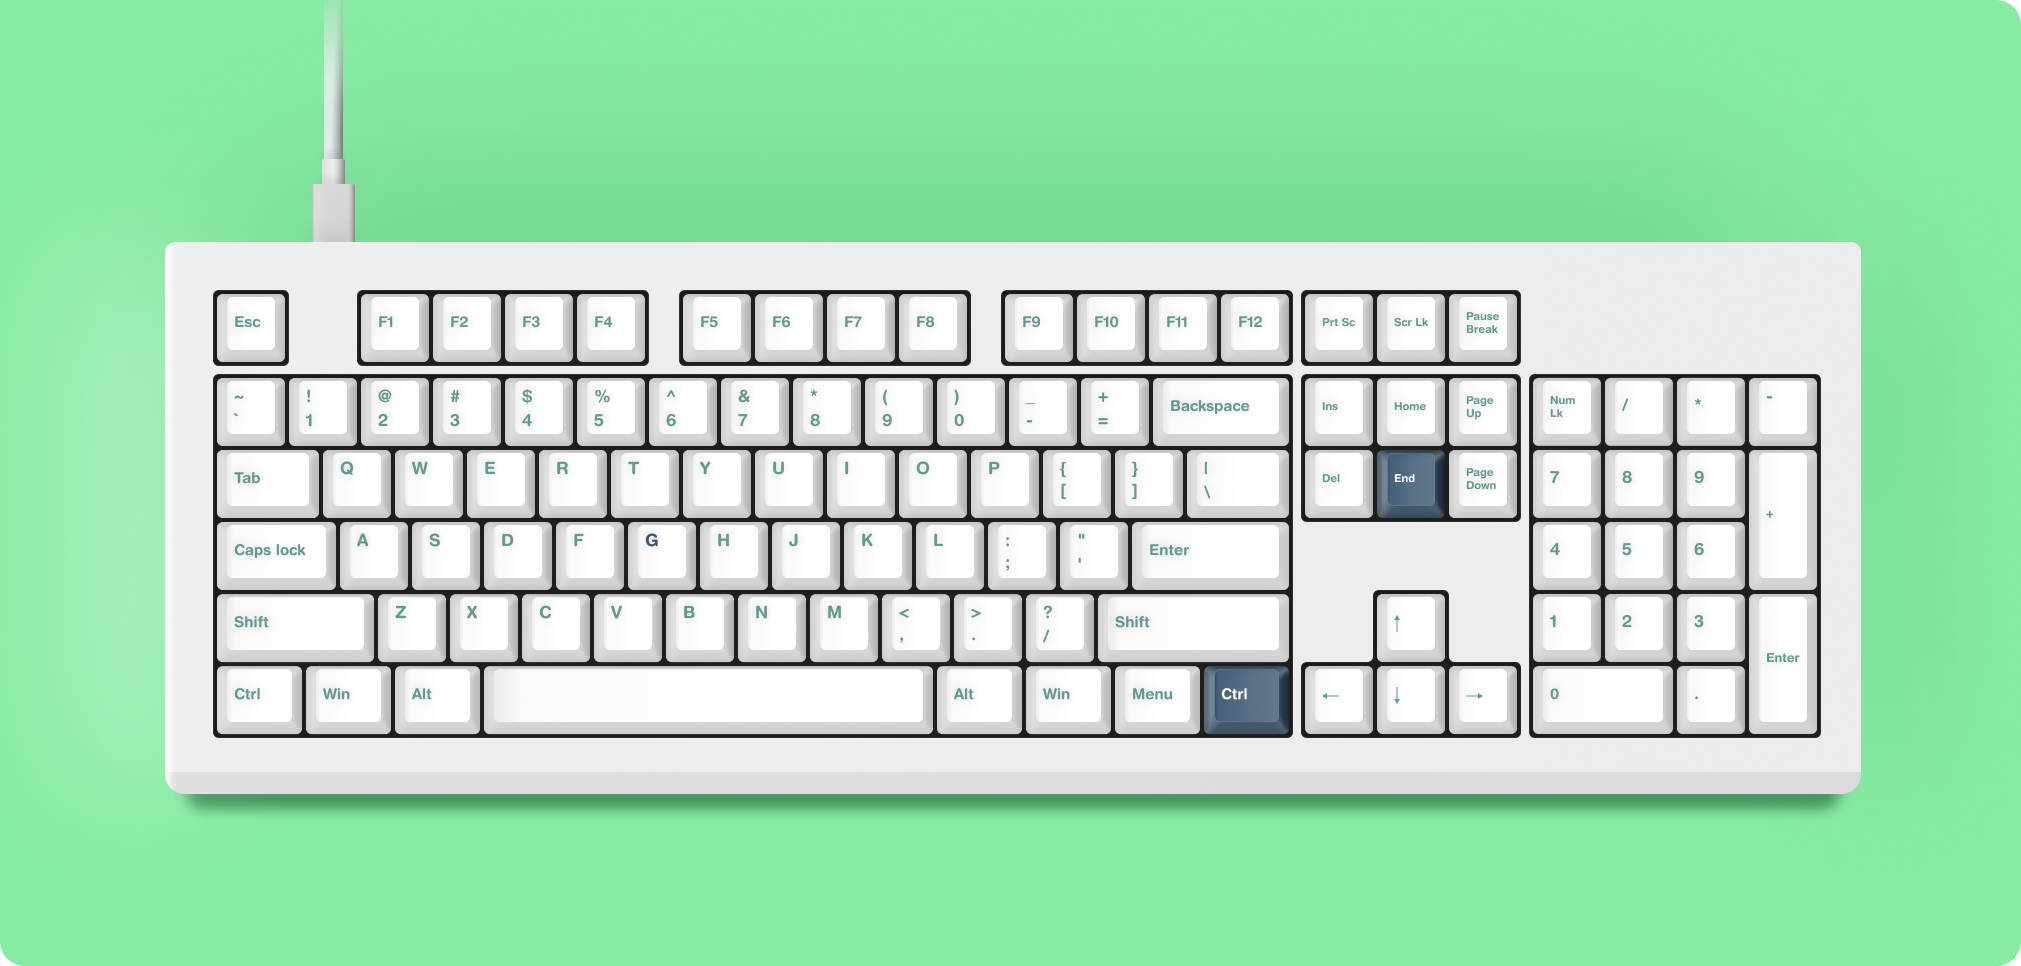 Esc F1 F2 F3 F4 F5 F6 F7 F8 F9 F10 F11 F12 Prt Sc Scr Lk Pause
Break
~ ! @ # $ % ^ & * ( ) _ +
` 1 2 3 4 5 6 7 8 9 0 - = Backspace Ins Home Page
Up Num
Lk / * -
Tab Q W E R T Y U I O P { } |
[ ] \ Del End Page
Down 7 8 9 +
Caps lock A S D F G H J K L : "
; ' Enter 4 5 6
Shift Z X C V B N M < > ?
, . / Shift ↑ 1 2 3 Enter
Ctrl Win Alt Alt Win Menu Ctrl ← ↓ → 0 .